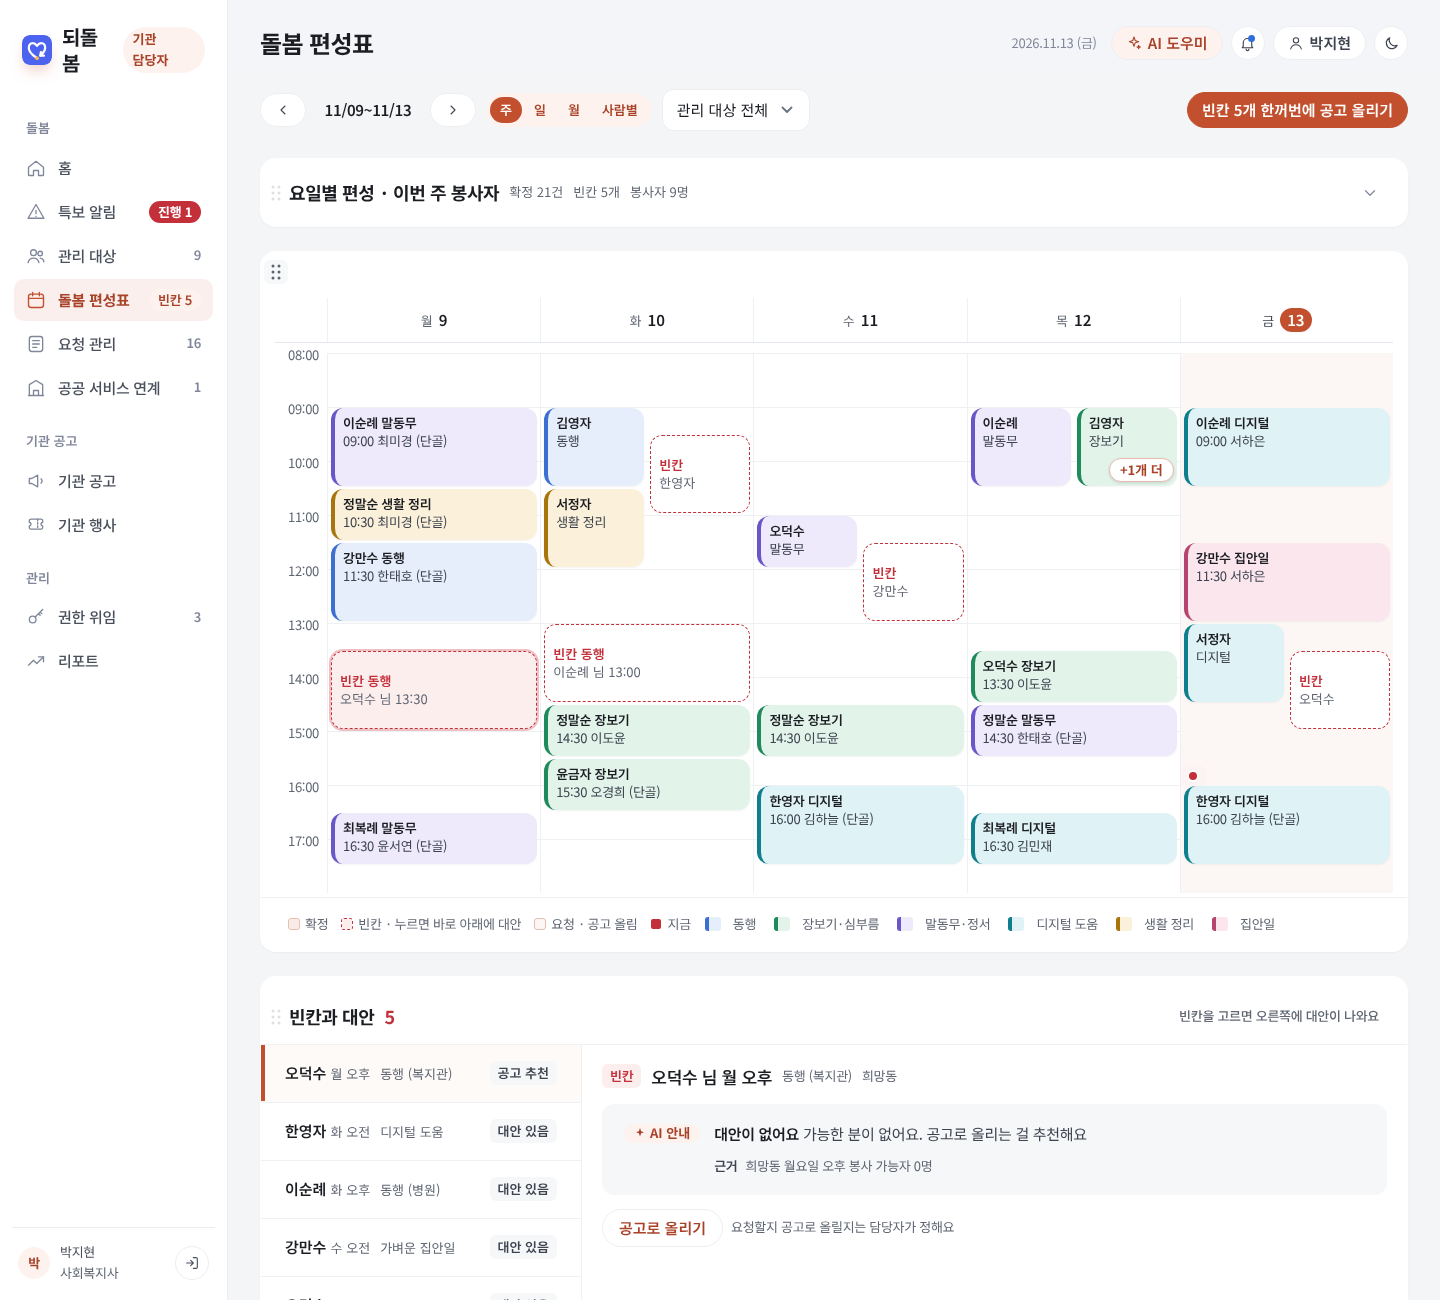 되돌봄
기관 담당자
돌봄
홈
특보 알림 진행 1
관리 대상 9
돌봄 편성표 빈칸 5
요청 관리 16
공공 서비스 연계 1
기관 공고
기관 공고
기관 행사
관리
권한 위임 3
리포트
박 박지현
사회복지사
돌봄 편성표
2026.11.13 (금) AI 도우미 박지현
11/09~11/13 주 일 월 사람별 관리 대상 전체 빈칸 5개 한꺼번에 공고 올리기
요일별 편성 · 이번 주 봉사자 확정 21건 빈칸 5개 봉사자 9명
월 9 화 10 수 11 목 12 금 13
08:00
09:00
10:00
11:00
12:00
13:00
14:00
15:00
16:00
17:00
이순례 말동무
09:00 최미경 (단골)
정말순 생활 정리
10:30 최미경 (단골)
강만수 동행
11:30 한태호 (단골)
빈칸 동행
오덕수 님 13:30
최복례 말동무
16:30 윤서연 (단골)
김영자
동행
빈칸
한영자
서정자
생활 정리
빈칸 동행
이순례 님 13:00
정말순 장보기
14:30 이도윤
윤금자 장보기
15:30 오경희 (단골)
오덕수
말동무
빈칸
강만수
정말순 장보기
14:30 이도윤
한영자 디지털
16:00 김하늘 (단골)
이순례
말동무
김영자
장보기
+1개 더
오덕수 장보기
13:30 이도윤
정말순 말동무
14:30 한태호 (단골)
최복례 디지털
16:30 김민재
이순례 디지털
09:00 서하은
강만수 집안일
11:30 서하은
서정자
디지털
빈칸
오덕수
한영자 디지털
16:00 김하늘 (단골)
확정 빈칸 · 누르면 바로 아래에 대안 요청 · 공고 올림 지금 동행 장보기·심부름 말동무·정서 디지털 도움 생활 정리 집안일
빈칸과 대안 5 빈칸을 고르면 오른쪽에 대안이 나와요
오덕수 월 오후 동행 (복지관) 공고 추천
한영자 화 오전 디지털 도움 대안 있음
이순례 화 오후 동행 (병원) 대안 있음
강만수 수 오전 가벼운 집안일 대안 있음
빈칸 오덕수 님 월 오후 동행 (복지관) 희망동
AI 안내 대안이 없어요 가능한 분이 없어요. 공고로 올리는 걸 추천해요
근거 희망동 월요일 오후 봉사 가능자 0명
공고로 올리기 요청할지 공고로 올릴지는 담당자가 정해요